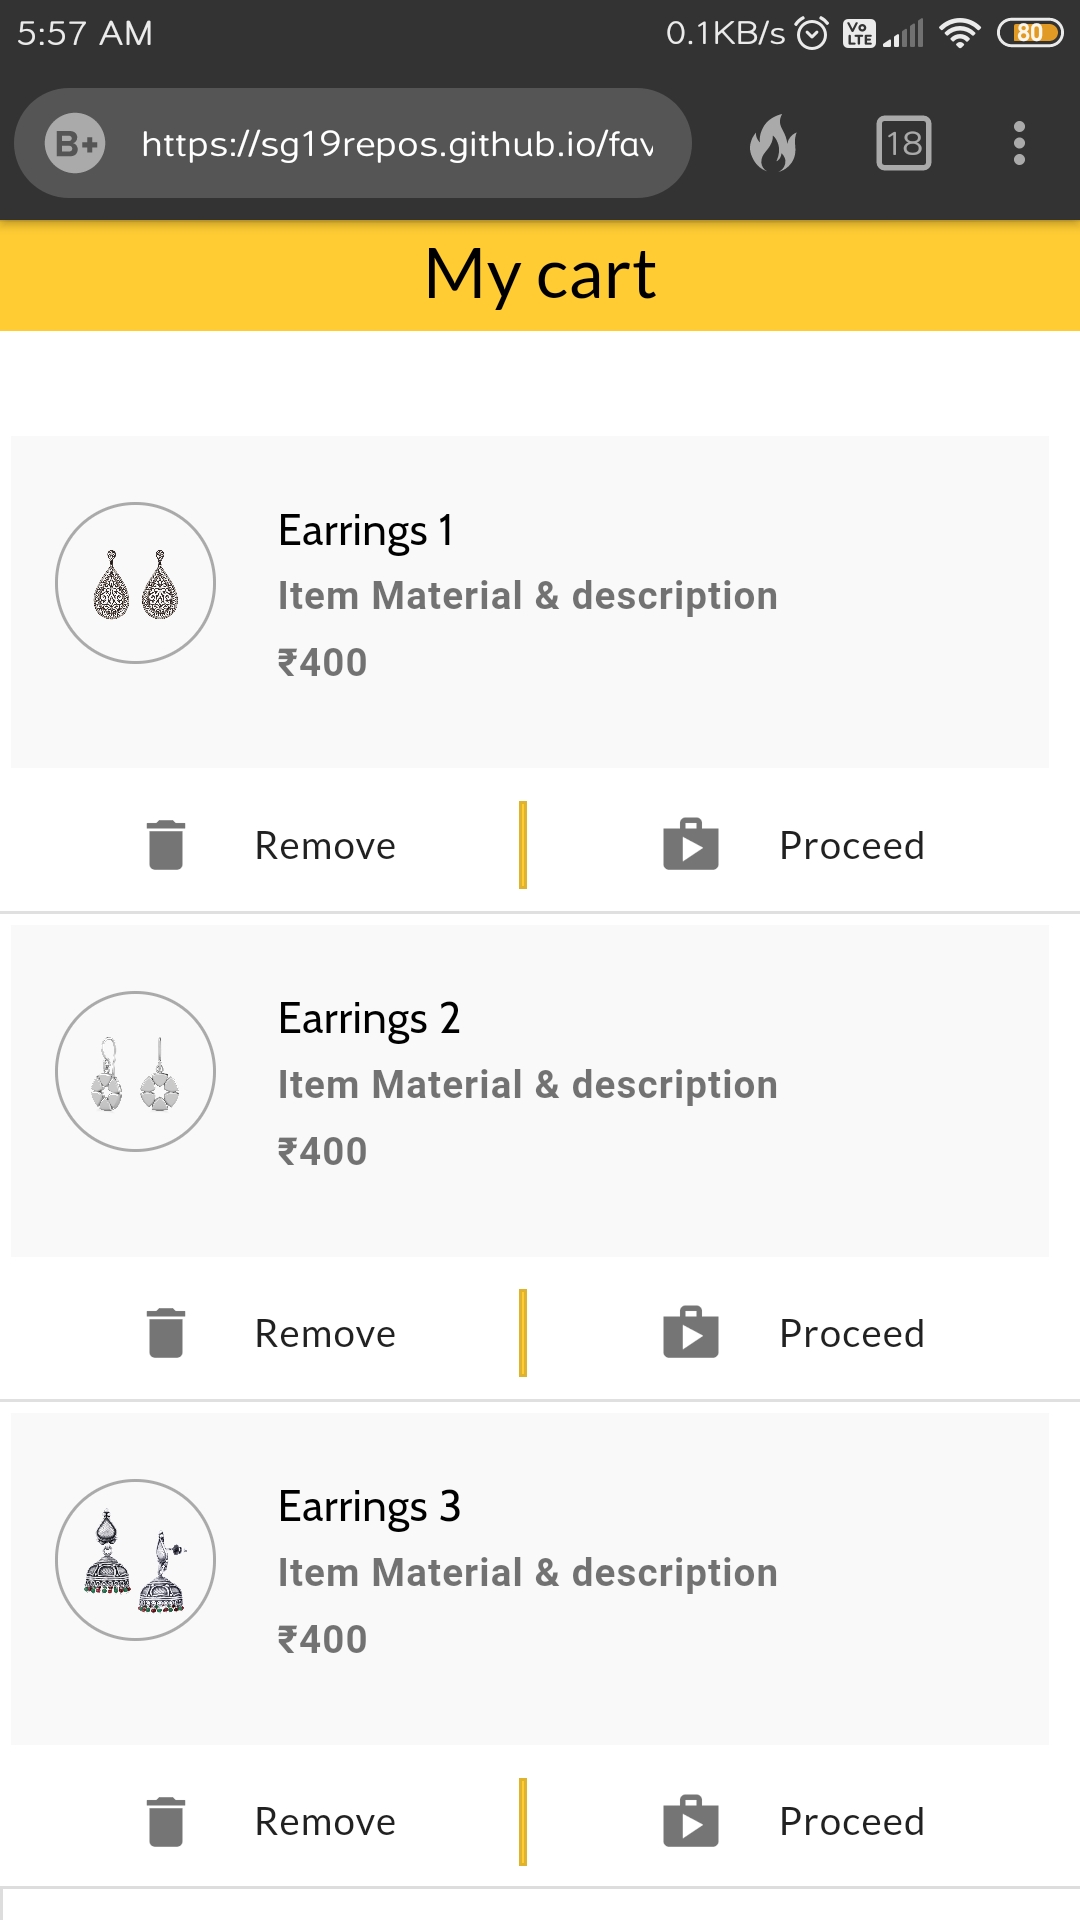 5:57 AM
0.1KB/s Vo LTE 80
B+ https://sg19repos.github.io/fav
18
My cart
Earrings 1
Item Material & description
₹400
Remove
Proceed
Earrings 2
Item Material & description
₹400
Remove
Proceed
Earrings 3
Item Material & description
₹400
Remove
Proceed